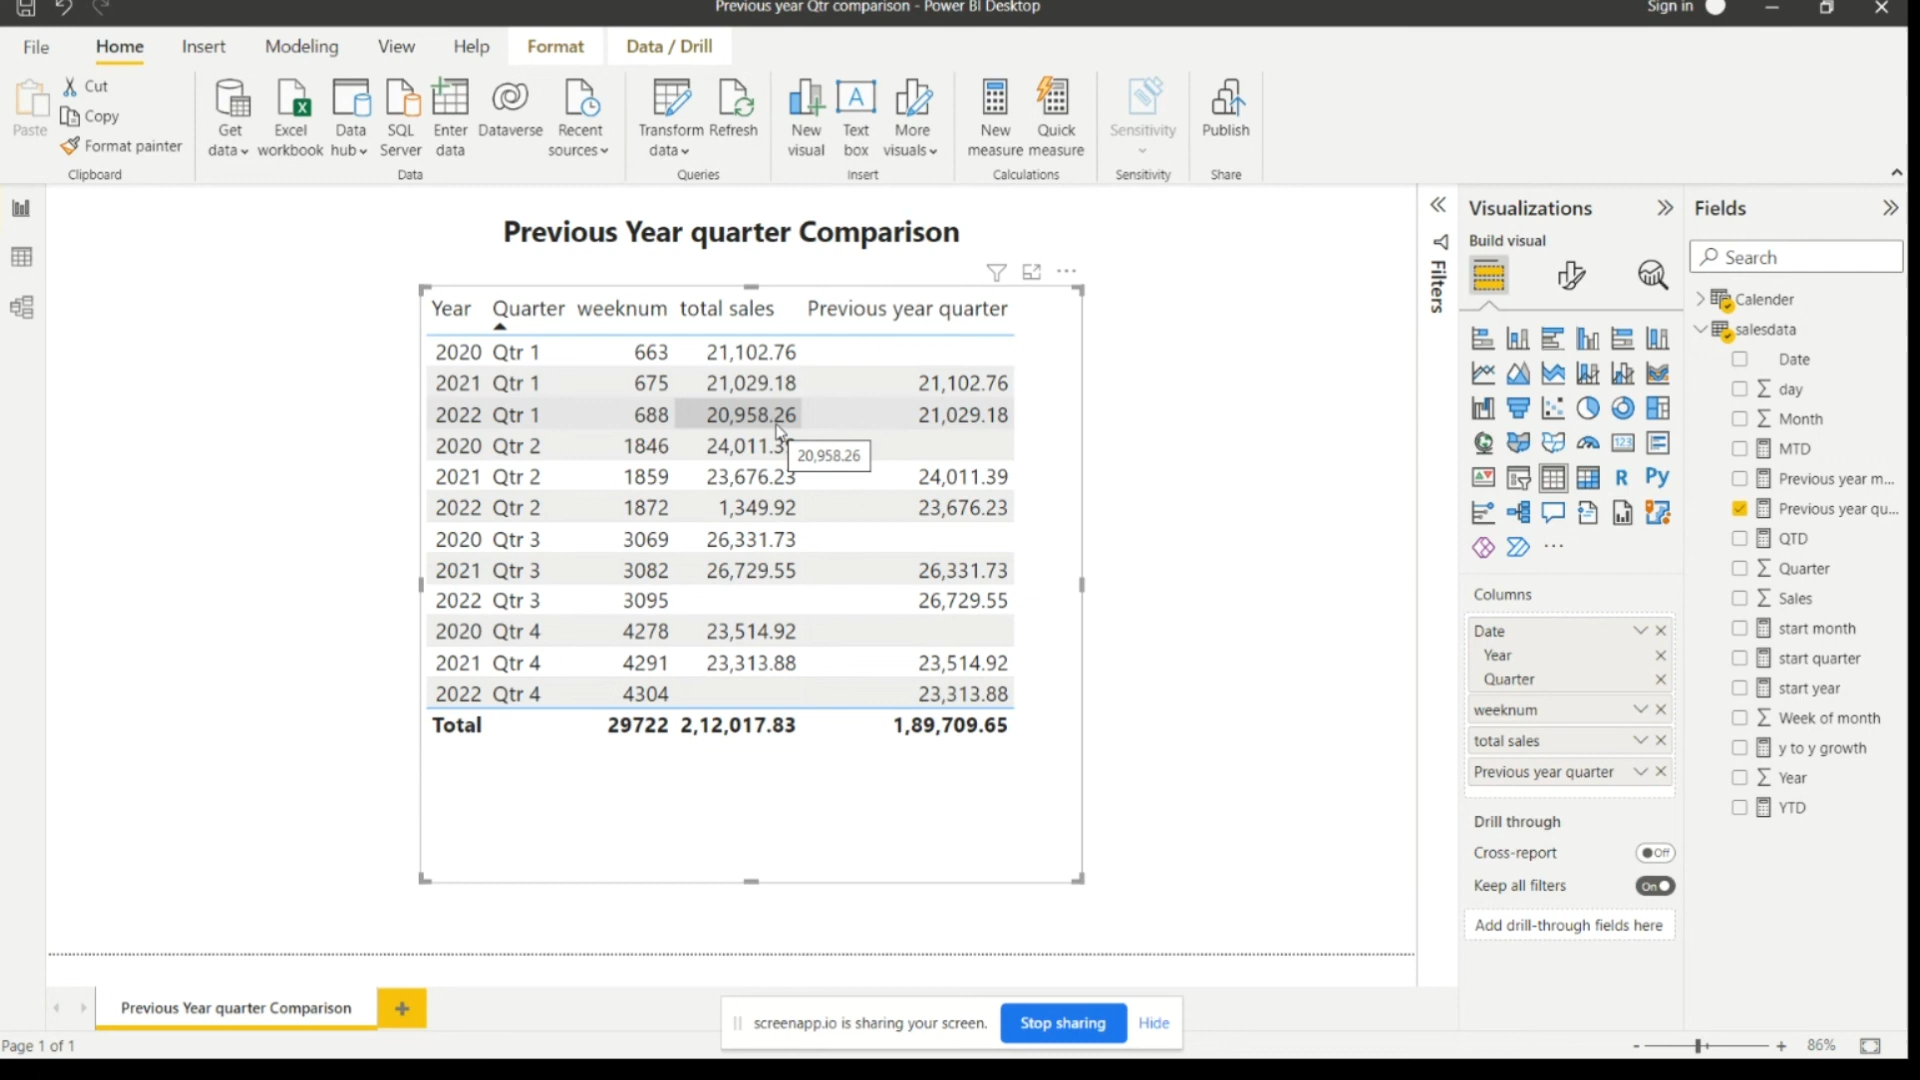 Previous year Qtr comparison - Power BI Desktop
Sign in
File Home Insert Modeling View Help Format Data / Drill
Paste
Cut
Copy
Format painter
Clipboard
Get data
Excel workbook
Data hub
SQL Server
Enter data
Dataverse
Recent sources
Data
Transform data
Refresh
Queries
New visual
A
Text box
More visuals
Insert
New measure
Quick measure
Calculations
Sensitivity
Sensitivity
Publish
Share
Previous Year quarter Comparison
Year Quarter weeknum total sales Previous year quarter
2020 Qtr 1 663 21,102.76
2021 Qtr 1 675 21,029.18 21,102.76
2022 Qtr 1 688 20,958.26 21,029.18
2020 Qtr 2 1846 24,011.39
20,958.26
2021 Qtr 2 1859 23,676.23 24,011.39
2022 Qtr 2 1872 1,349.92 23,676.23
2020 Qtr 3 3069 26,331.73
2021 Qtr 3 3082 26,729.55 26,331.73
2022 Qtr 3 3095 26,729.55
2020 Qtr 4 4278 23,514.92
2021 Qtr 4 4291 23,313.88 23,514.92
2022 Qtr 4 4304 23,313.88
Total 29722 2,12,017.83 1,89,709.65
Filters
Visualizations
Build visual
123
R
Py
...
Columns
Date
Year
Quarter
weeknum
total sales
Previous year quarter
Drill through
Cross-report Off
Keep all filters On
Add drill-through fields here
Fields
Search
Calender
salesdata
Date
day
Month
MTD
Previous year m...
Previous year qu...
QTD
Quarter
Sales
start month
start quarter
start year
Week of month
y to y growth
Year
YTD
Previous Year quarter Comparison
+
screenapp.io is sharing your screen.
Stop sharing
Hide
Page 1 of 1
- + 86%